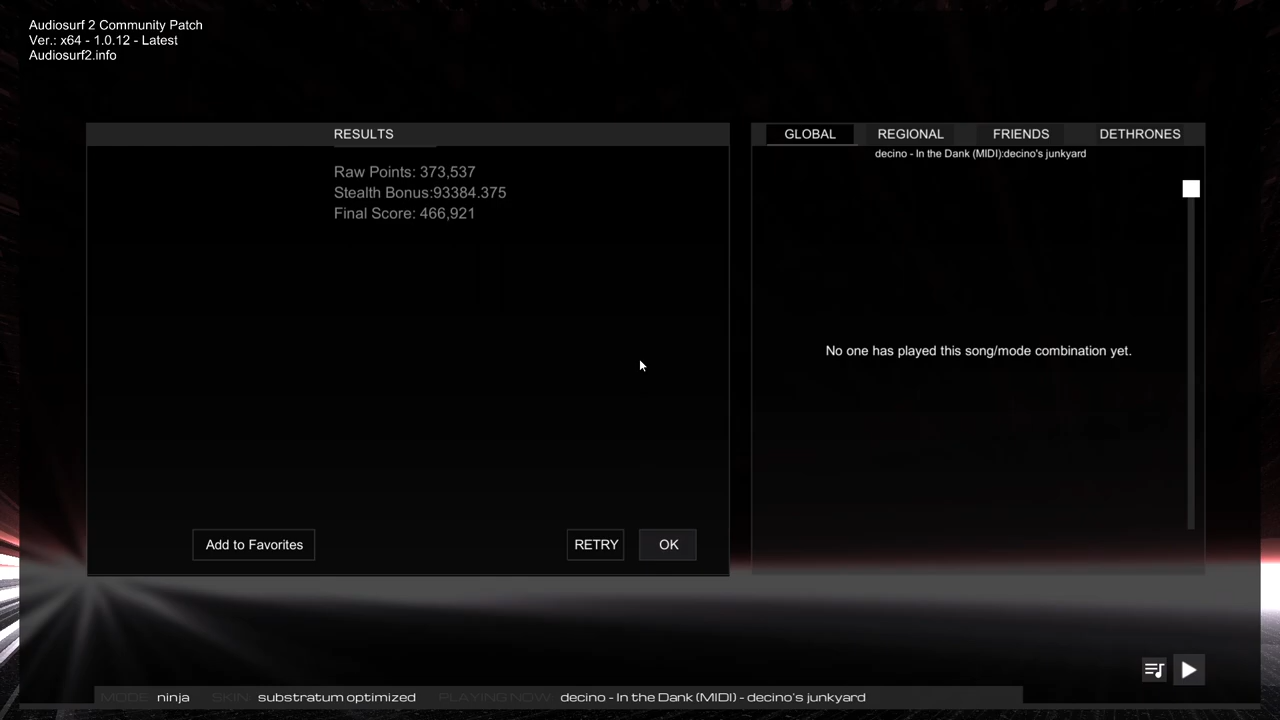 Audiosurf 2 Community Patch
Ver.: x64 - 1.0.12 - Latest
Audiosurf2.info
RESULTS
Raw Points: 373,537
Stealth Bonus:93384.375
Final Score: 466,921
Add to Favorites
RETRY
OK
GLOBAL REGIONAL FRIENDS DETHRONES
decino - In the Dank (MIDI):decino's junkyard
No one has played this song/mode combination yet.
MODE ninja SKIN substratum optimized PLAYING NOW decino - In the Dank (MIDI) - decino's junkyard